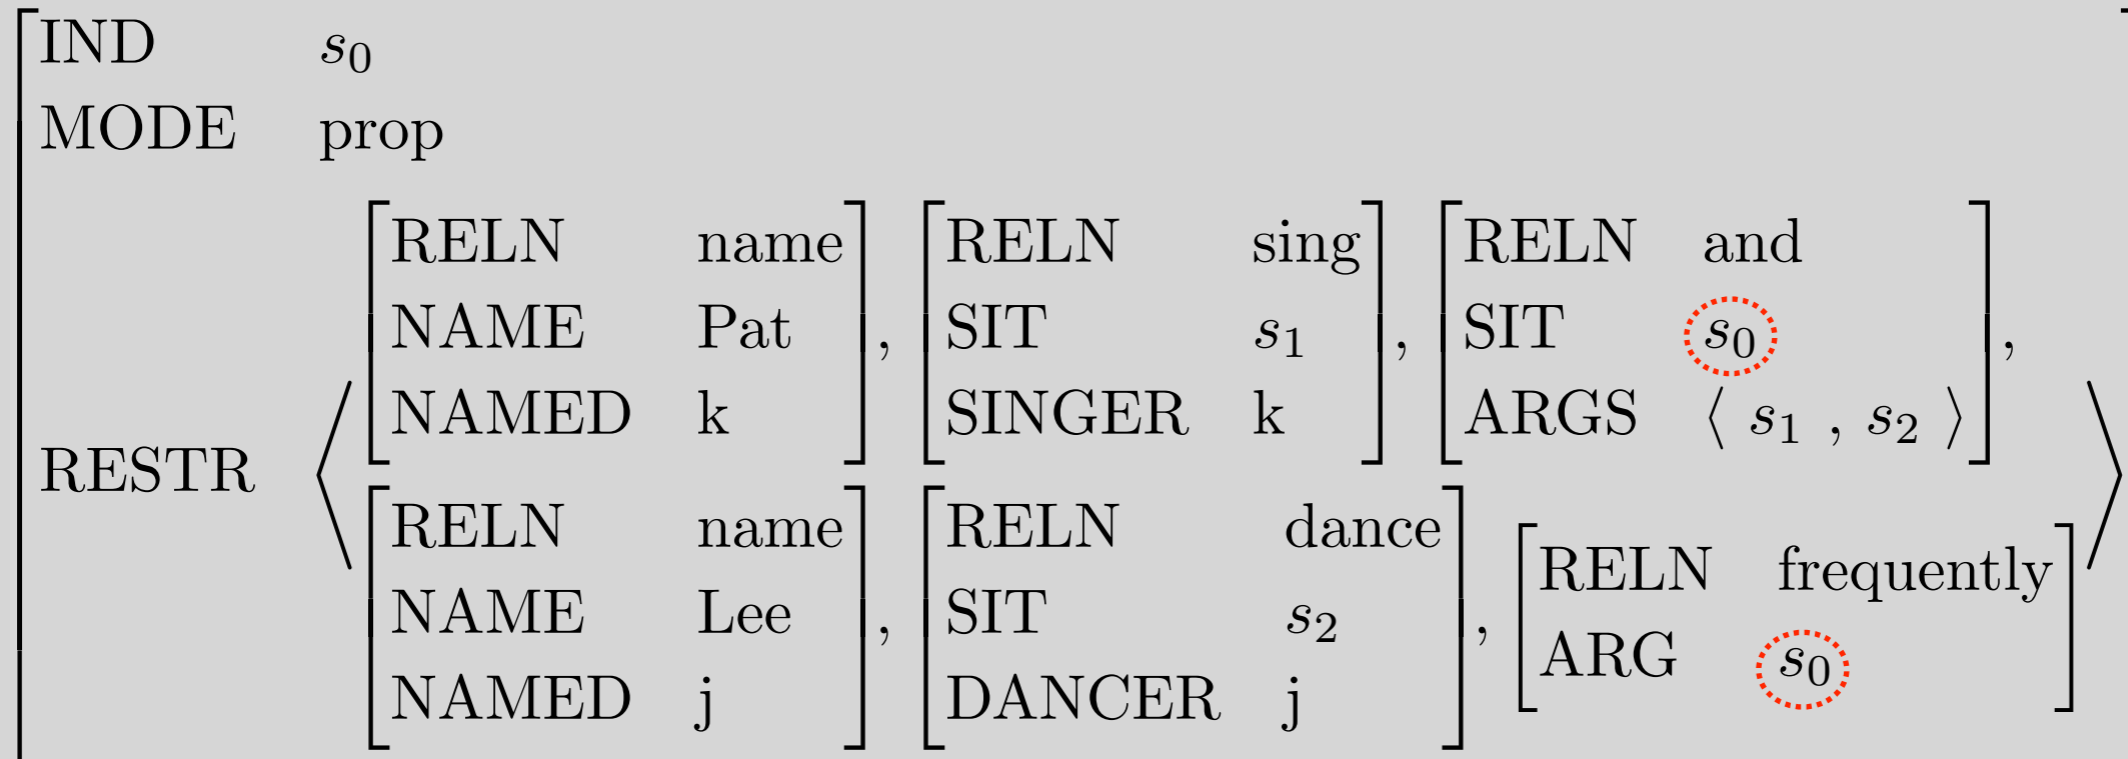 IND s₀
MODE prop
RESTR
⟨ [RELN name], [RELN sing], [RELN and],
[NAME Pat], [SIT s₁], [SIT s₀],
[NAMED k], [SINGER k], [ARGS ⟨ s₁ , s₂ ⟩],
[RELN name], [RELN dance], [RELN frequently]
[NAME Lee], [SIT s₂], [ARG s₀]
[NAMED j], [DANCER j] ⟩